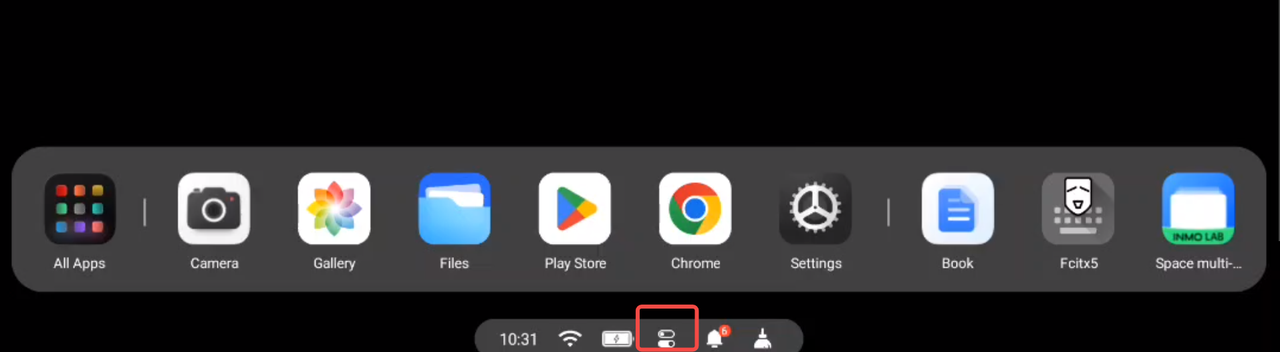 INMO LAB
All Apps Camera Gallery Files Play Store Chrome Settings Book Fcitx5 Space multi-...
10:31 6